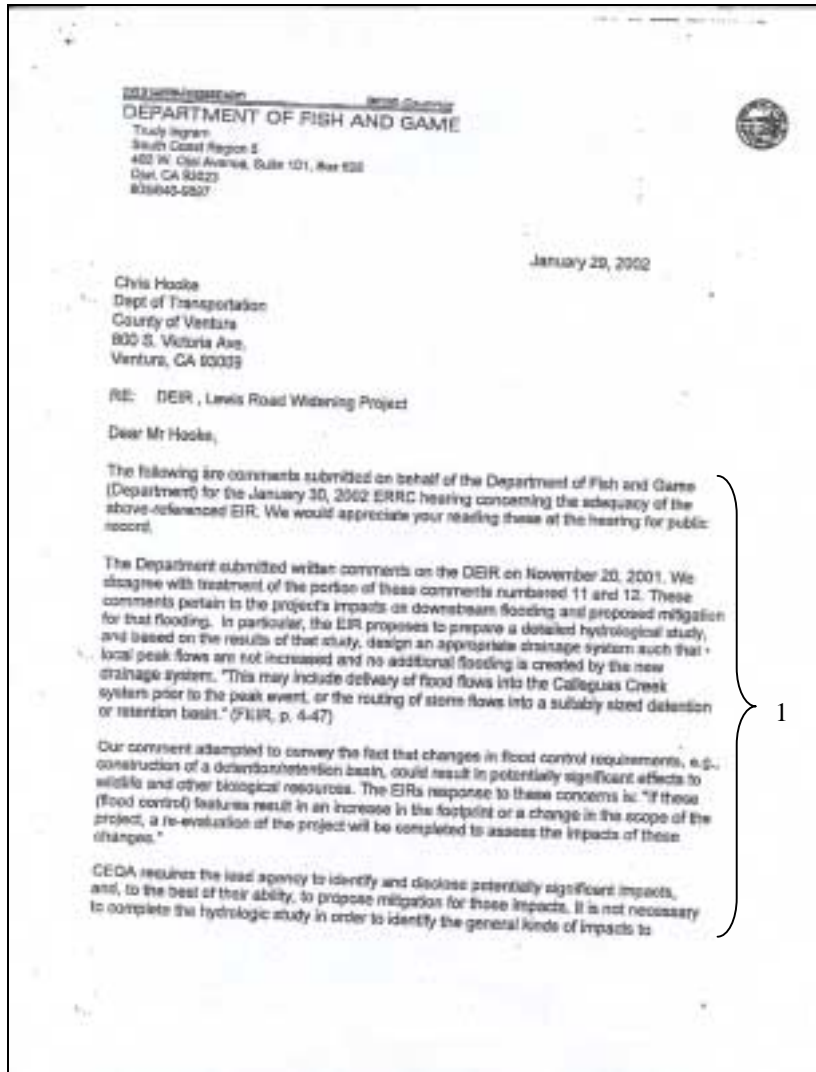 DEPARTMENT OF FISH AND GAME
Trudy Ingram
South Coast Region 5
402 W. Ojai Avenue, Suite 101, Box
Ojai, CA 93023
January 29, 2002
Chris Hooke
Dept of Transportation
County of Ventura
800 S. Victoria Ave,
Ventura, CA 93009
RE: DEIR , Lewis Road Widening Project
Dear Mr Hooke,
The following are comments submitted on behalf of the Department of Fish and Game
(Department) for the January 30, 2002 ERRC hearing concerning the adequacy of the
above-referenced EIR. We would appreciate your reading these at the hearing for public
record.
The Department submitted written comments on the DEIR on November 20, 2001. We
disagree with treatment of the portion of these comments numbered 11 and 12. These
comments pertain to the project's impacts on downstream flooding and proposed mitigation
for that flooding. In particular, the EIR proposes to prepare a detailed hydrological study,
and based on the results of that study, design an appropriate drainage system such that
local peak flows are not increased and no additional flooding is created by the new
drainage system. "This may include delivery of flood flows into the Calleguas Creek
system prior to the peak event, or the routing of storm flows into a suitably sized detention
or retention basin." (FEIR, p. 4-47)
1
Our comment attempted to convey the fact that changes in flood control requirements, e.g.,
construction of a detention/retention basin, could result in potentially significant effects to
wildlife and other biological resources. The EIRs response to these concerns is: "If these
(flood control) features result in an increase in the footprint or a change in the scope of the
project, a re-evaluation of the project will be completed to assess the impacts of these
changes."
CEQA requires the lead agency to identify and disclose potentially significant impacts,
and, to the best of their ability, to propose mitigation for those impacts. It is not necessary
to complete the hydrologic study in order to identify the general kinds of impacts to